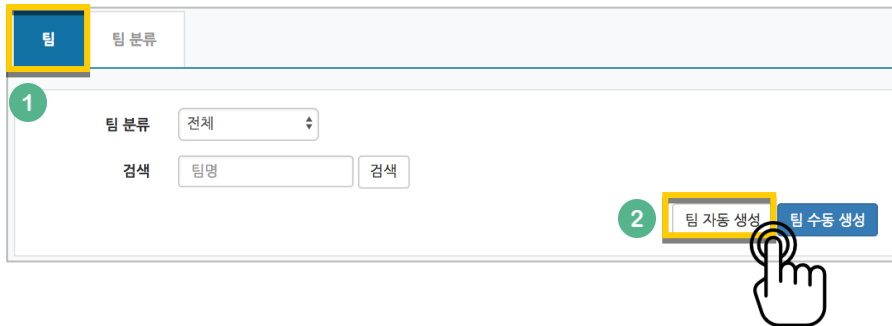 팀 팀 분류
1
팀 분류 전체
검색 팀명 검색
2 팀 자동 생성 팀 수동 생성